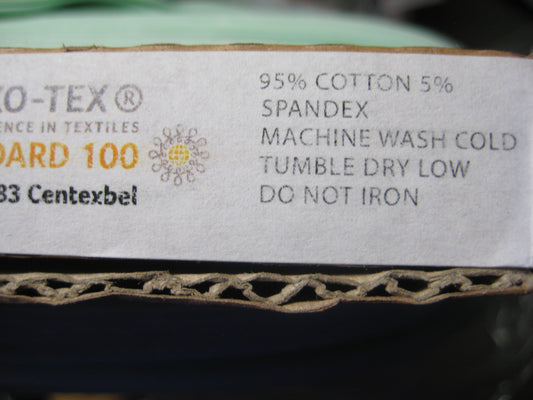 KO-TEX®
ENCE IN TEXTILES
DARD 100
83 Centexbel
95% COTTON 5%
SPANDEX
MACHINE WASH COLD
TUMBLE DRY LOW
DO NOT IRON